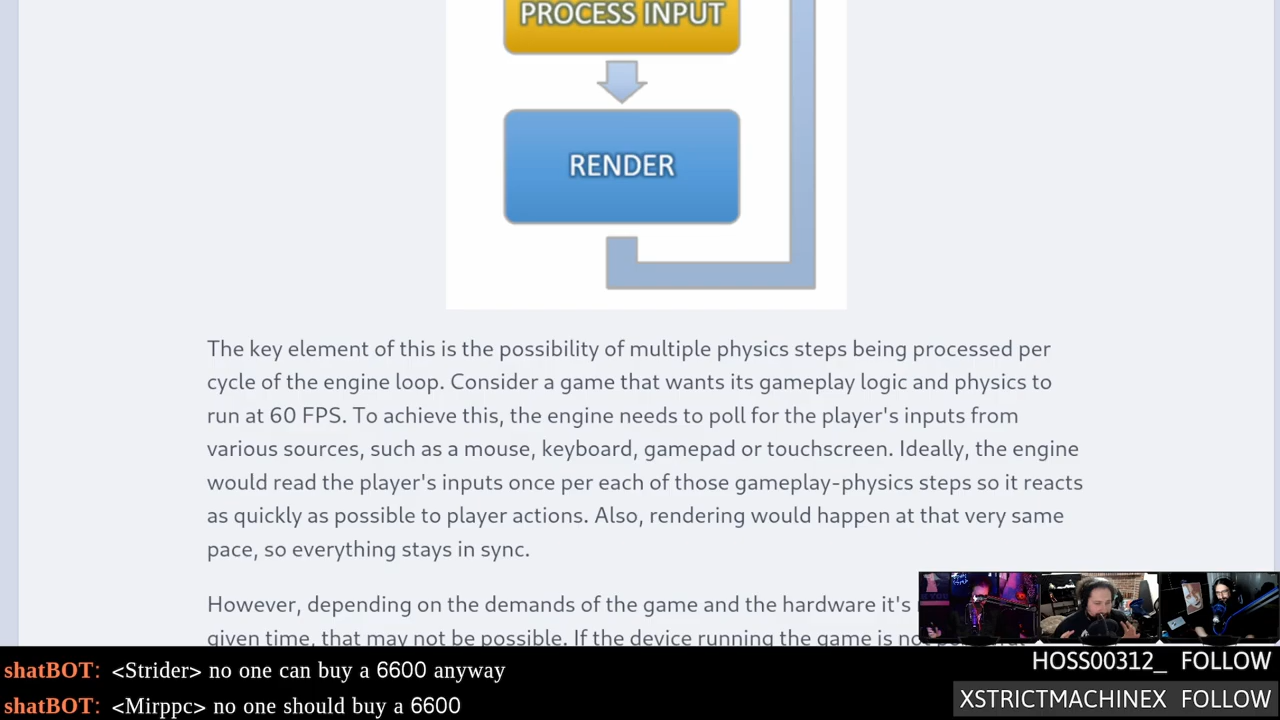 PROCESS INPUT
RENDER
The key element of this is the possibility of multiple physics steps being processed per
cycle of the engine loop. Consider a game that wants its gameplay logic and physics to
run at 60 FPS. To achieve this, the engine needs to poll for the player's inputs from
various sources, such as a mouse, keyboard, gamepad or touchscreen. Ideally, the engine
would read the player's inputs once per each of those gameplay-physics steps so it reacts
as quickly as possible to player actions. Also, rendering would happen at that very same
pace, so everything stays in sync.
However, depending on the demands of the game and the hardware it's
given time, that may not be possible. If the device running the game is not
shatBOT: <Strider> no one can buy a 6600 anyway
shatBOT: <Mirppc> no one should buy a 6600
HOSS00312_ FOLLOW
XSTRICTMACHINEX FOLLOW